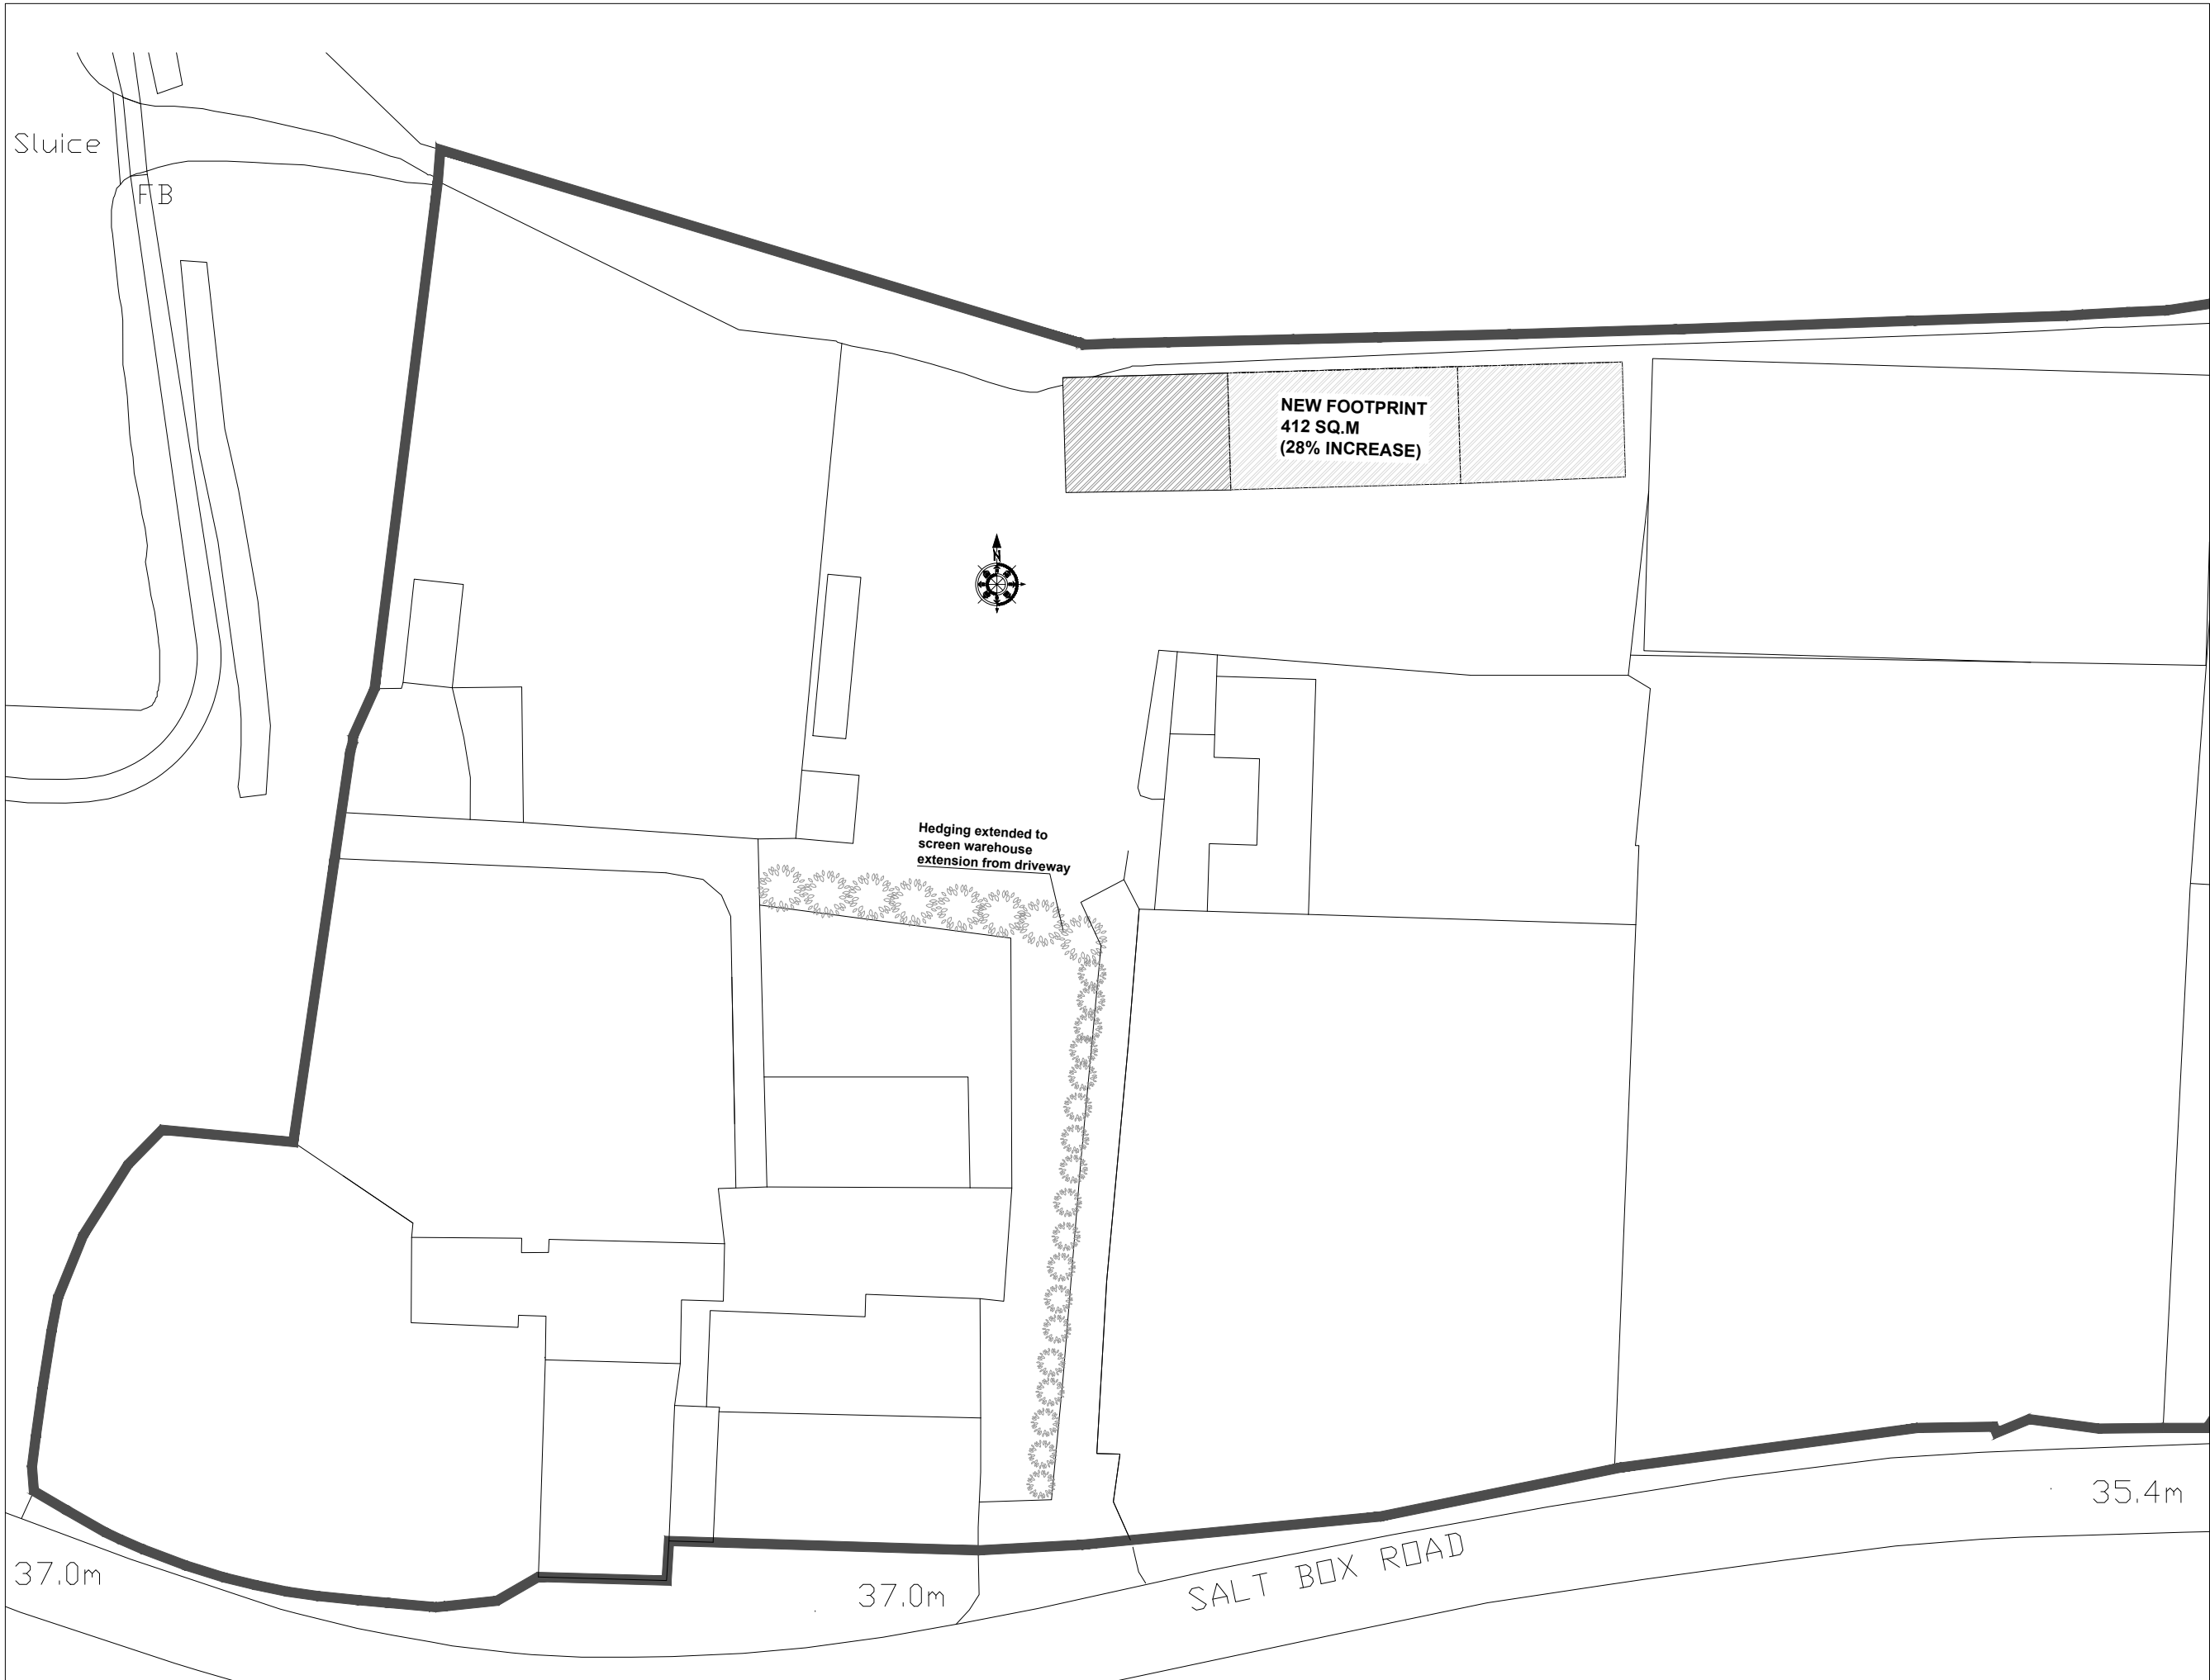 Sluice
FB
NEW FOOTPRINT
412 SQ.M
(28% INCREASE)
N
Hedging extended to
screen warehouse
extension from driveway
35.4m
SALT BOX ROAD
37.0m
37.0m